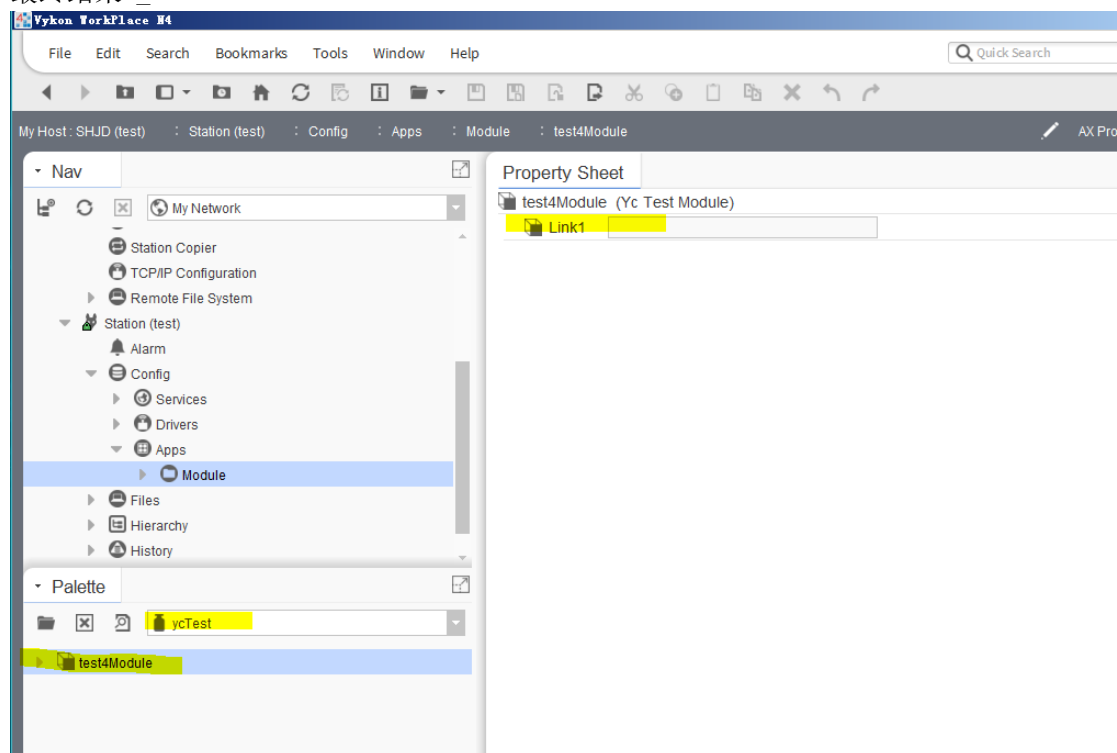 Vykon WorkPlace N4
File Edit Search Bookmarks Tools Window Help
Quick Search
My Host : SHJD (test) : Station (test) : Config : Apps : Module : test4Module
AX Pro
Nav
My Network
Station Copier
TCP/IP Configuration
Remote File System
Station (test)
Alarm
Config
Services
Drivers
Apps
Module
Files
Hierarchy
History
Palette
ycTest
test4Module
Property Sheet
test4Module (Yc Test Module)
Link1